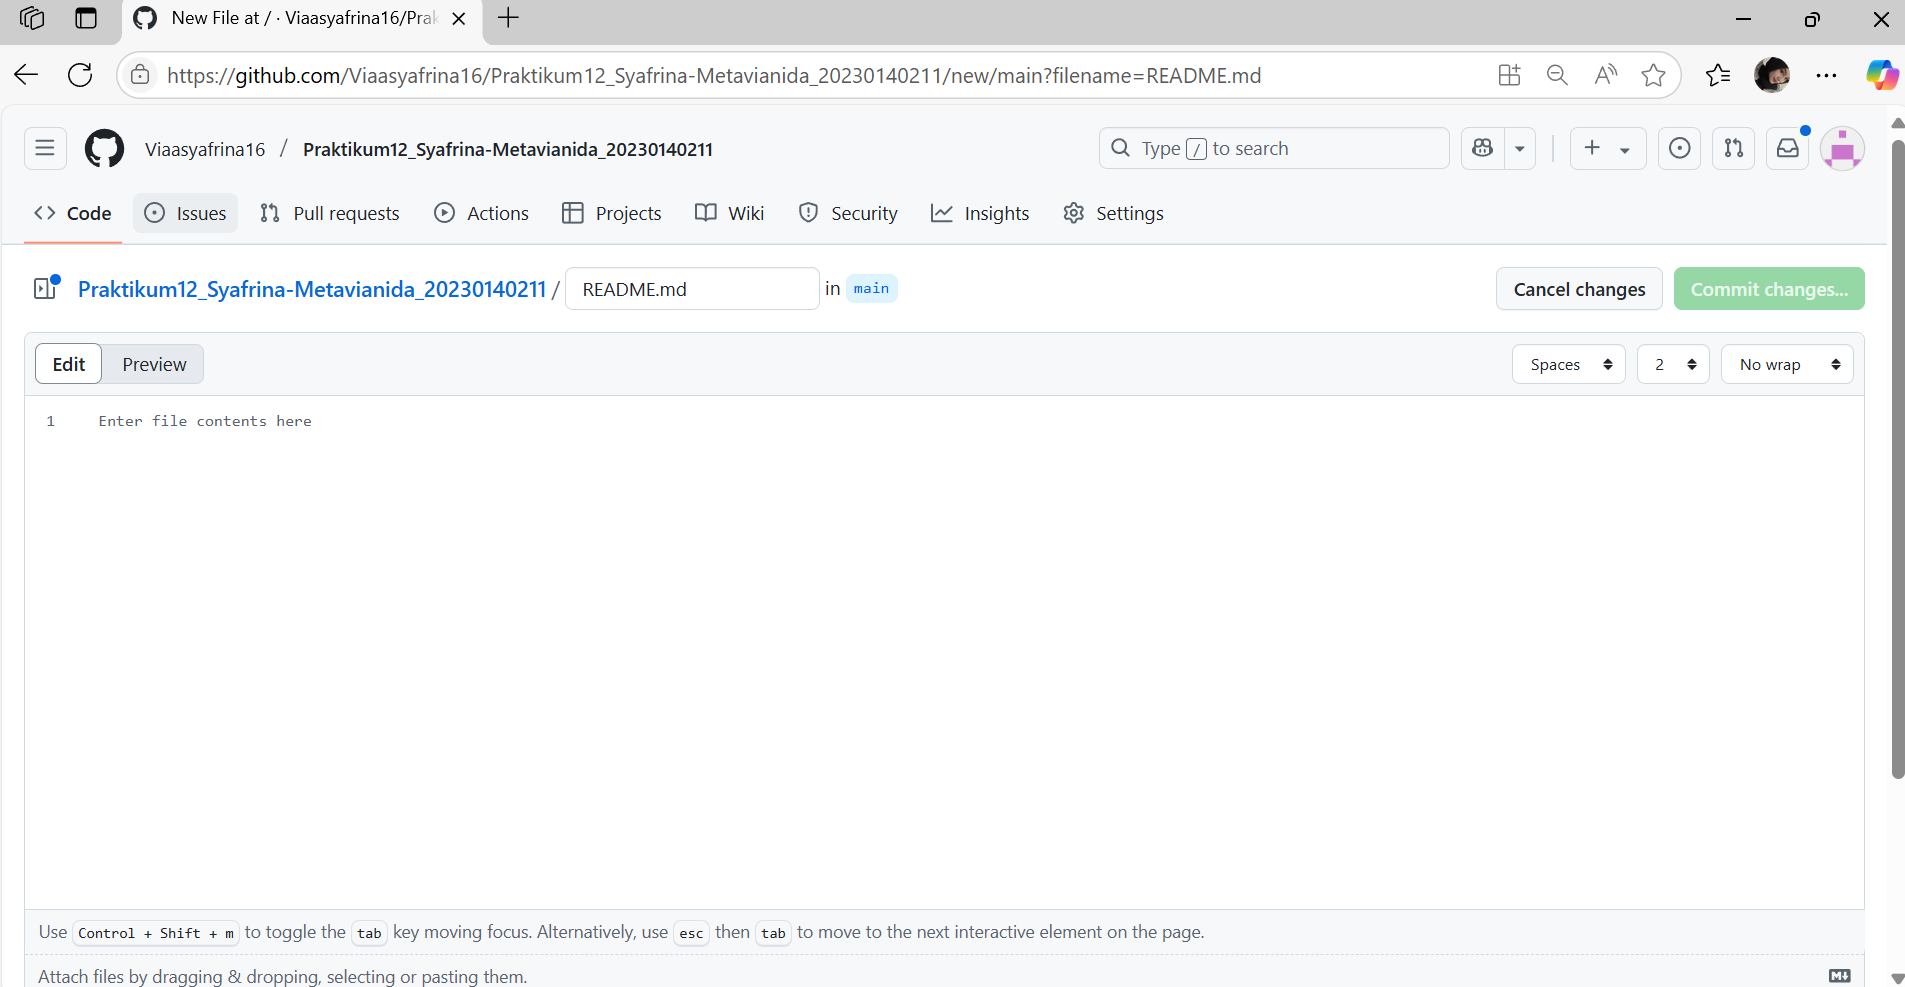 New File at / · Viaasyafrina16/Prak
https://github.com/Viaasyafrina16/Praktikum12_Syafrina-Metavianida_20230140211/new/main?filename=README.md
Viaasyafrina16 / Praktikum12_Syafrina-Metavianida_20230140211
Type / to search
Code
Issues
Pull requests
Actions
Projects
Wiki
Security
Insights
Settings
Praktikum12_Syafrina-Metavianida_20230140211 / README.md in main
Cancel changes
Commit changes...
Edit
Preview
Spaces
2
No wrap
1 Enter file contents here
Use Control + Shift + m to toggle the tab key moving focus. Alternatively, use esc then tab to move to the next interactive element on the page.
Attach files by dragging & dropping, selecting or pasting them.